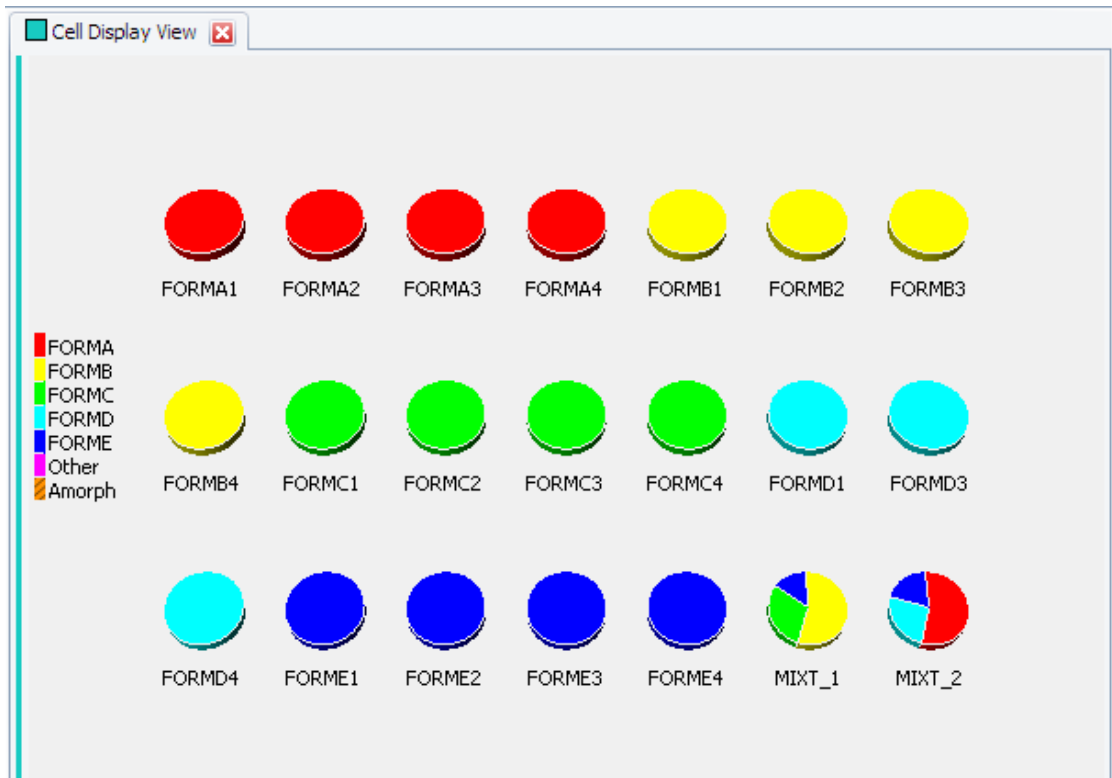 Cell Display View
FORMA1 FORMA2 FORMA3 FORMA4 FORMB1 FORMB2 FORMB3
FORMA
FORMB
FORMC
FORMD
FORME
Other
Amorph
FORMB4 FORMC1 FORMC2 FORMC3 FORMC4 FORMD1 FORMD3
FORMD4 FORME1 FORME2 FORME3 FORME4 MIXT_1 MIXT_2